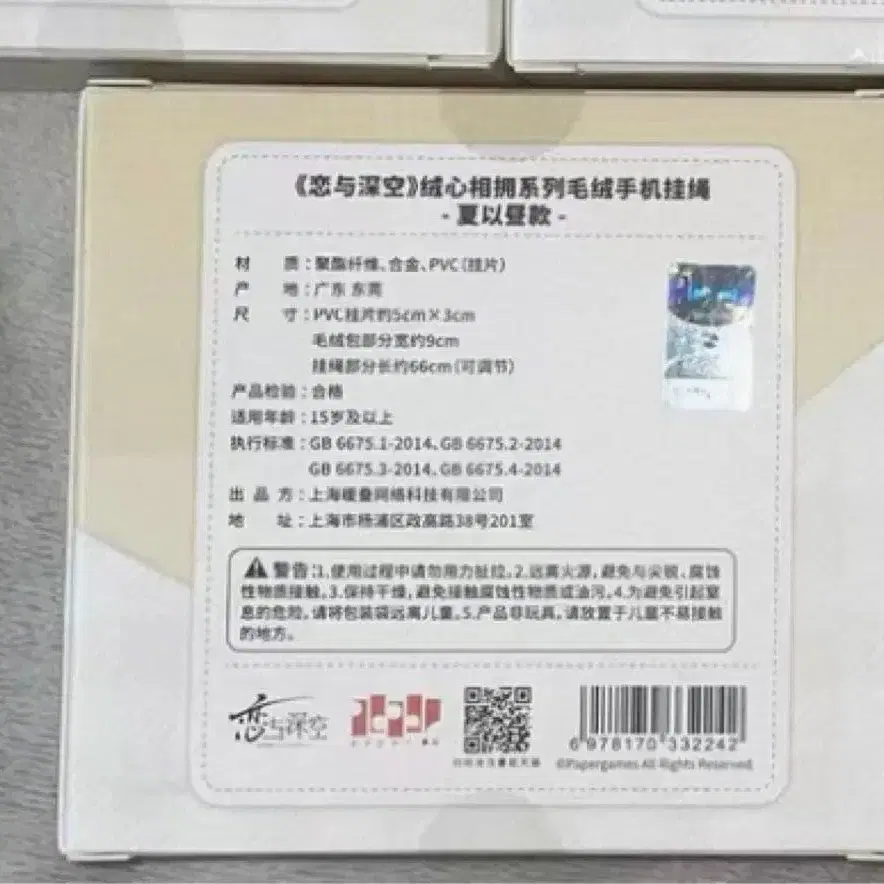 《恋与深空》绒心相拥系列毛绒手机挂绳
- 夏以昼款 -
材 质：聚酯纤维、合金、PVC（挂片）
产 地：广东 东莞
尺 寸：PVC挂片约5cm×3cm
毛绒包部分宽约9cm
挂绳部分长约66cm（可调节）
产品检验：合格
适用年龄：15岁及以上
执行标准：GB 6675.1-2014、GB 6675.2-2014
GB 6675.3-2014、GB 6675.4-2014
出 品 方：上海暖叠网络科技有限公司
地 址：上海市杨浦区政高路38号201室
警告：1.使用过程中请勿用力扯拉。2.远离火源，避免与尖锐、腐蚀
性物质接触。3.保持干燥，避免接触腐蚀性物质或油污。4.为避免引起窒
息的危险，请将包装袋远离儿童。5.产品非玩具，请放置于儿童不易接触
的地方。
恋与深空
6 978170 332242
©Papergames All Rights Reserved